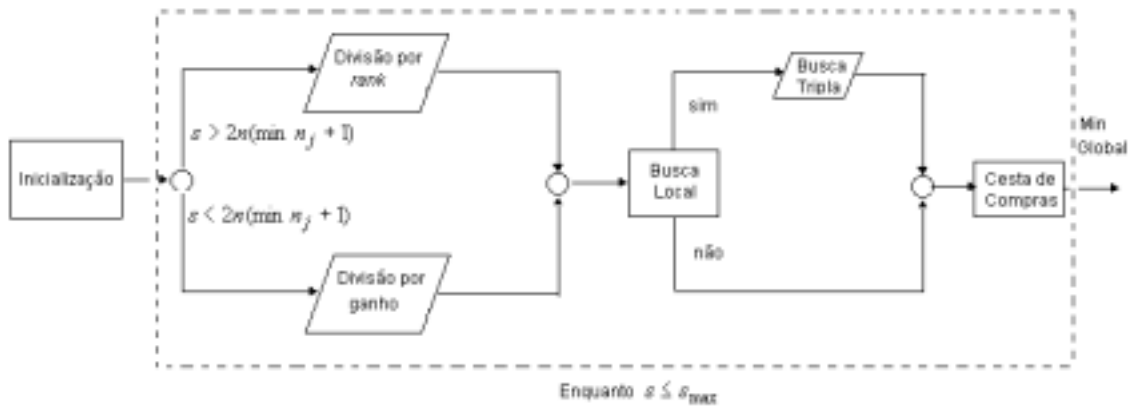 Inicialização
Divisão por
rank
s > 2n(min n_j + 1)
s < 2n(min n_j + 1)
Divisão por
ganho
Busca
Local
sim
não
Busca
Tripla
Cesta de
Compras
Min
Global
Enquanto s ≤ s_max